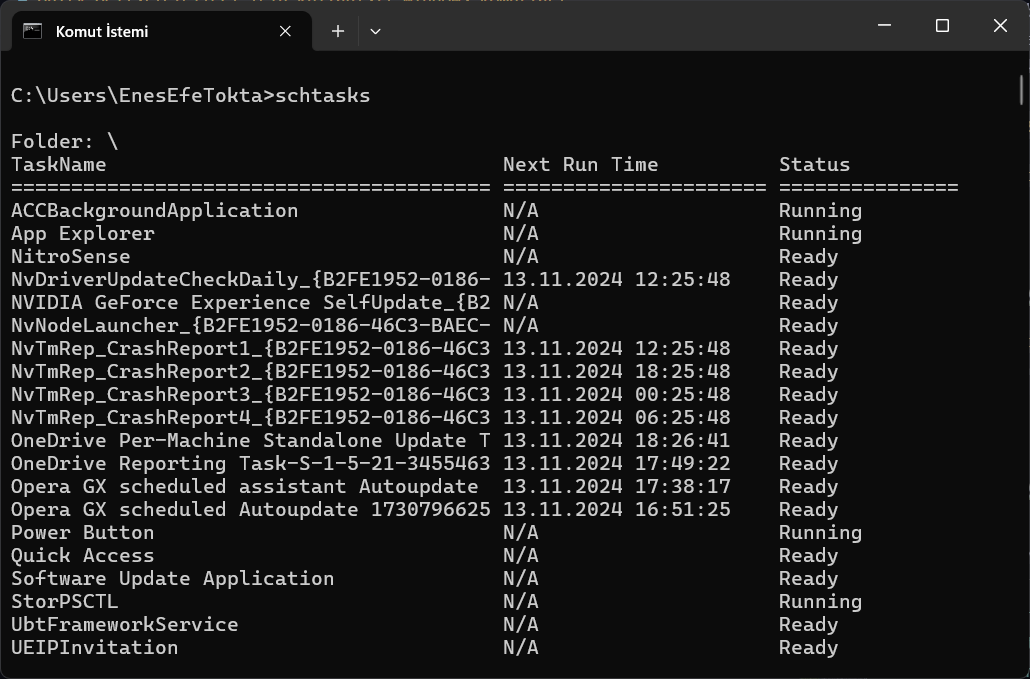 Komut İstemi
C:\Users\EnesEfeTokta>schtasks
Folder: \
TaskName Next Run Time Status
======================================== ====================== ===============
ACCBackgroundApplication N/A Running
App Explorer N/A Running
NitroSense N/A Ready
NvDriverUpdateCheckDaily_{B2FE1952-0186- 13.11.2024 12:25:48 Ready
NVIDIA GeForce Experience SelfUpdate_{B2 N/A Ready
NvNodeLauncher_{B2FE1952-0186-46C3-BAEC- N/A Ready
NvTmRep_CrashReport1_{B2FE1952-0186-46C3 13.11.2024 12:25:48 Ready
NvTmRep_CrashReport2_{B2FE1952-0186-46C3 13.11.2024 18:25:48 Ready
NvTmRep_CrashReport3_{B2FE1952-0186-46C3 13.11.2024 00:25:48 Ready
NvTmRep_CrashReport4_{B2FE1952-0186-46C3 13.11.2024 06:25:48 Ready
OneDrive Per-Machine Standalone Update T 13.11.2024 18:26:41 Ready
OneDrive Reporting Task-S-1-5-21-3455463 13.11.2024 17:49:22 Ready
Opera GX scheduled assistant Autoupdate 13.11.2024 17:38:17 Ready
Opera GX scheduled Autoupdate 1730796625 13.11.2024 16:51:25 Ready
Power Button N/A Running
Quick Access N/A Ready
Software Update Application N/A Ready
StorPSCTL N/A Running
UbtFrameworkService N/A Ready
UEIPInvitation N/A Ready